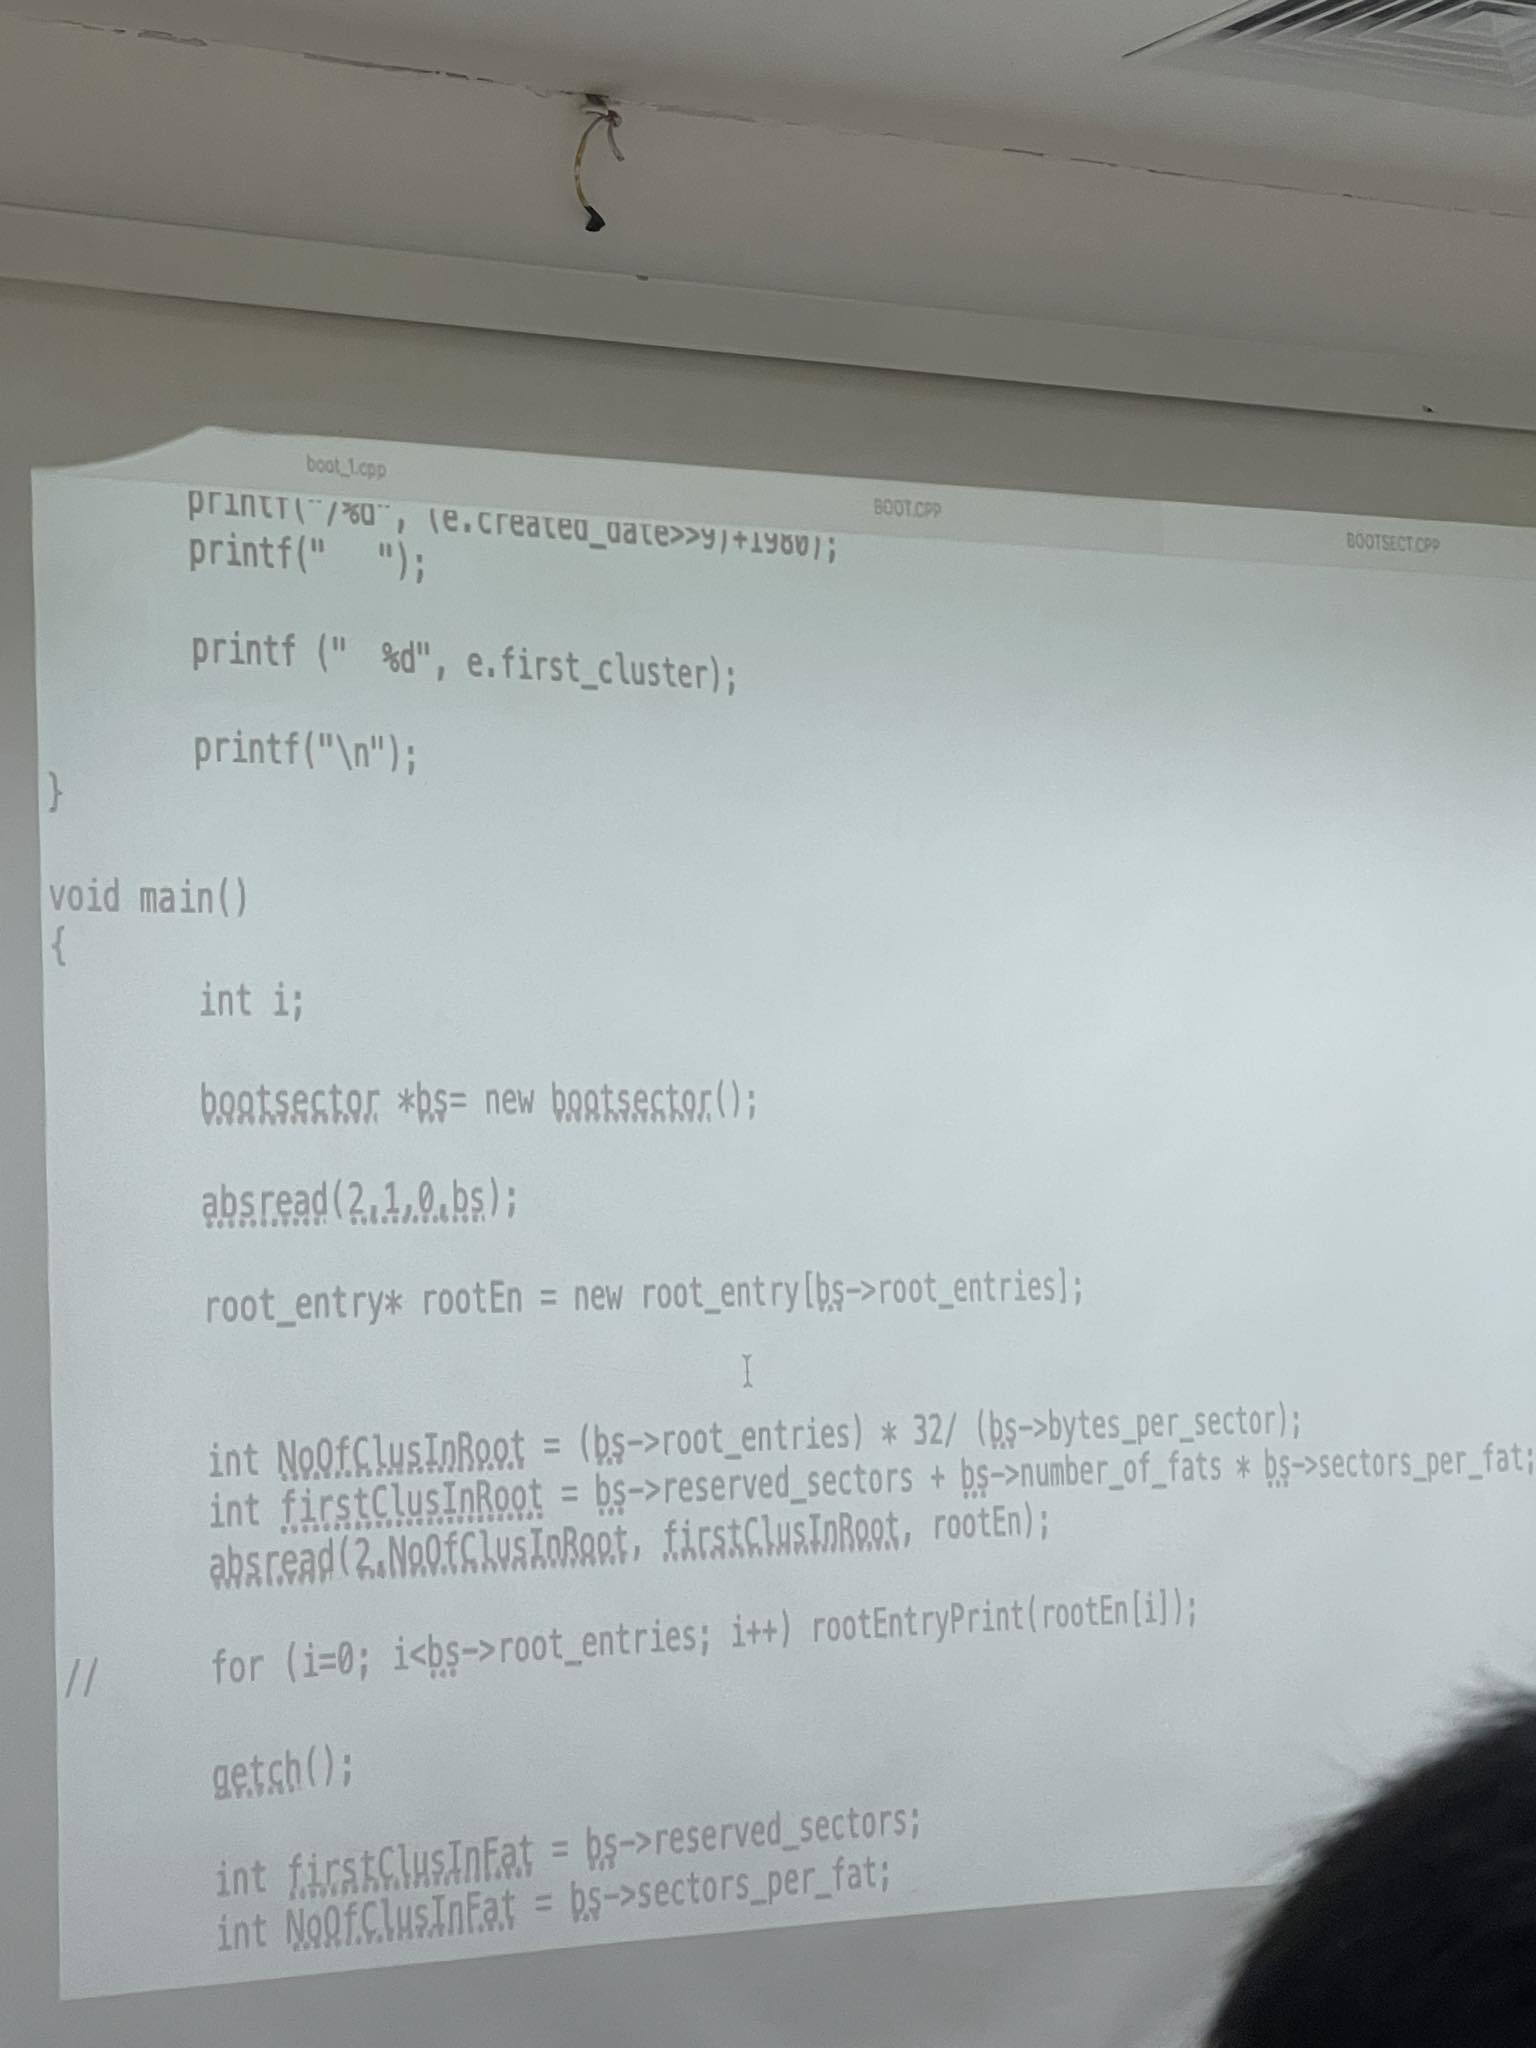 boot_1.cpp
BOOT.CPP
BOOTSECT.CPP
printf("/%d", (e.created_date>>9)+1980);
printf("   ");
printf ("  %d", e.first_cluster);
printf("\n");
}
void main()
{
int i;
bootsector *bs= new bootsector();
absread(2,1,0,bs);
root_entry* rootEn = new root_entry[bs->root_entries];
int NoOfClusInRoot = (bs->root_entries) * 32/ (bs->bytes_per_sector);
int firstClusInRoot = bs->reserved_sectors + bs->number_of_fats * bs->sectors_per_fat;
absread(2,NoOfClusInRoot, firstClusInRoot, rootEn);
// for (i=0; i<bs->root_entries; i++) rootEntryPrint(rootEn[i]);
getch();
int firstClusInFat = bs->reserved_sectors;
int NoOfClusInFat = bs->sectors_per_fat;